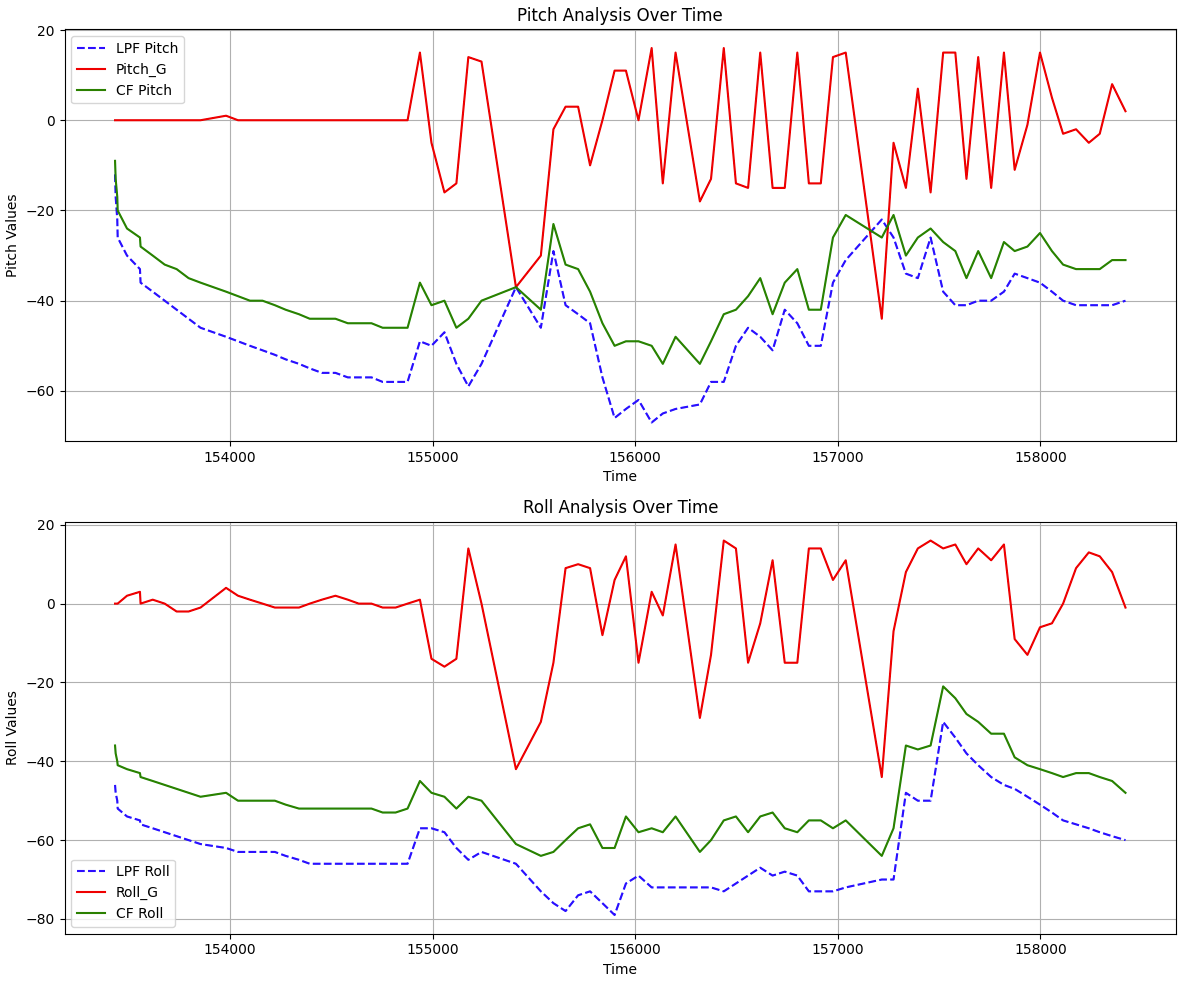 Pitch Analysis Over Time
20
0
−20
−40
−60
Pitch Values
LPF Pitch
Pitch_G
CF Pitch
154000
155000
156000
157000
158000
Time
Roll Analysis Over Time
20
0
−20
−40
−60
−80
Roll Values
LPF Roll
Roll_G
CF Roll
154000
155000
156000
157000
158000
Time